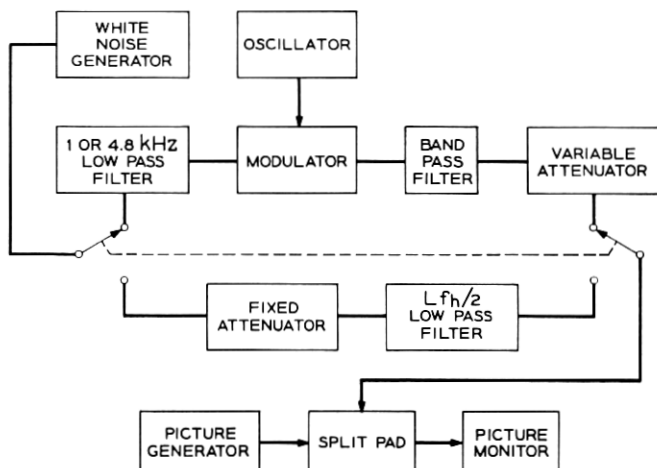 WHITE
NOISE
GENERATOR
OSCILLATOR
1 OR 4.8 kHz
LOW PASS
FILTER
MODULATOR
BAND
PASS
FILTER
VARIABLE
ATTENUATOR
FIXED
ATTENUATOR
Lfh/2
LOW PASS
FILTER
PICTURE
GENERATOR
SPLIT PAD
PICTURE
MONITOR